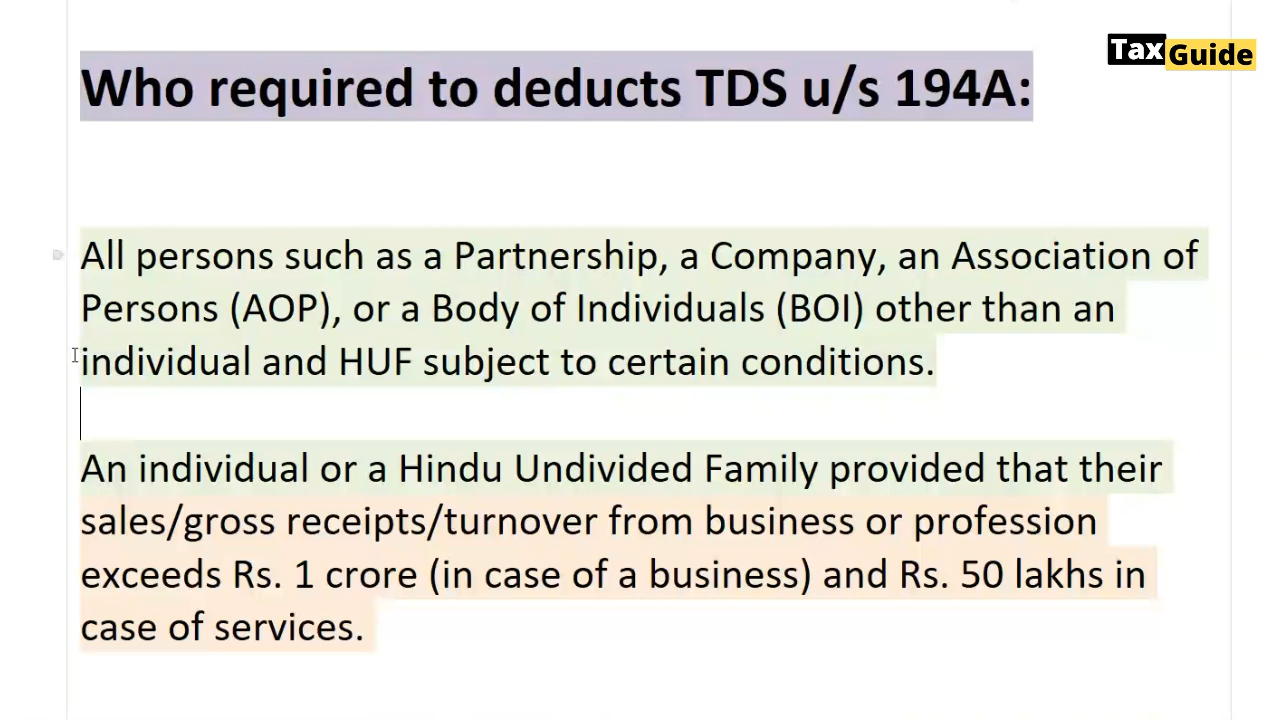 Tax Guide
Who required to deducts TDS u/s 194A:
All persons such as a Partnership, a Company, an Association of
Persons (AOP), or a Body of Individuals (BOI) other than an
individual and HUF subject to certain conditions.
An individual or a Hindu Undivided Family provided that their
sales/gross receipts/turnover from business or profession
exceeds Rs. 1 crore (in case of a business) and Rs. 50 lakhs in
case of services.